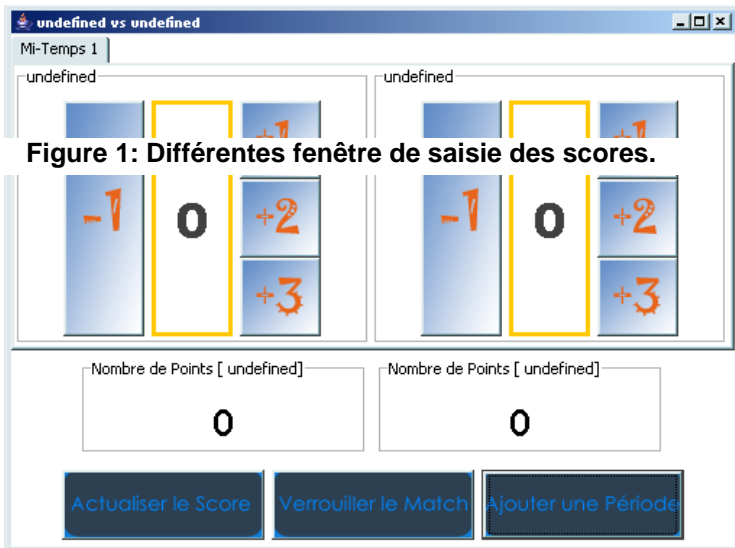 undefined vs undefined
Mi-Temps 1
undefined undefined
+1 +1
Figure 1: Différentes fenêtre de saisie des scores.
-1 0 +2 -1 0 +2
+3 +3
Nombre de Points [ undefined] Nombre de Points [ undefined]
0 0
Actualiser le Score Verrouiller le Match Ajouter une Période